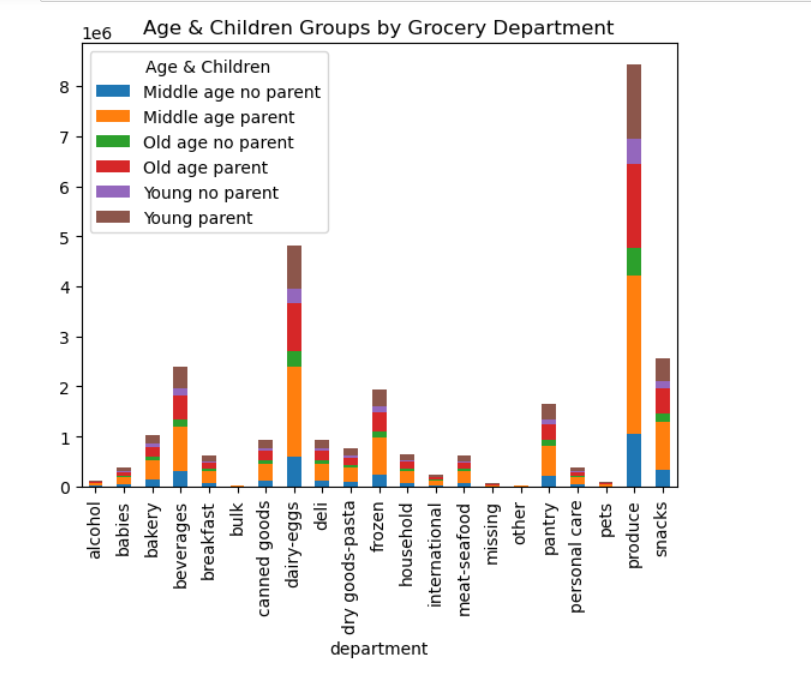 Age & Children Groups by Grocery Department
1e6
Age & Children
Middle age no parent
Middle age parent
Old age no parent
Old age parent
Young no parent
Young parent
8
7
6
5
4
3
2
1
0
alcohol
babies
bakery
beverages
breakfast
bulk
canned goods
dairy-eggs
deli
dry goods-pasta
frozen
household
international
meat-seafood
missing
other
pantry
personal care
pets
produce
snacks
department